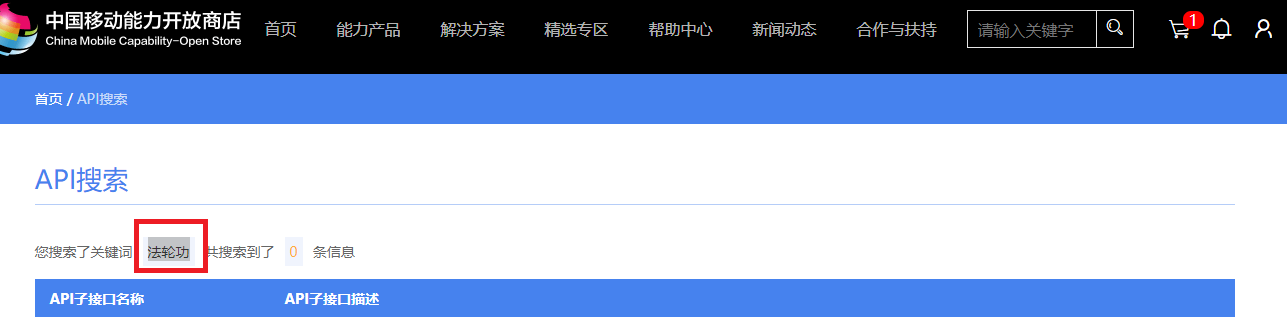 中国移动能力开放商店
China Mobile Capability-Open Store
首页 能力产品 解决方案 精选专区 帮助中心 新闻动态 合作与扶持 请输入关键字 1
首页 / API搜索
API搜索
您搜索了关键词 法轮功 共搜索到了 0 条信息
API子接口名称 API子接口描述